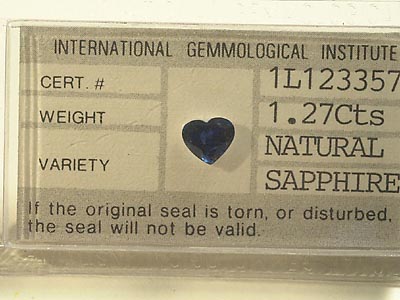 INTERNATIONAL GEMMOLOGICAL INSTITUTE
CERT. # 1L123357
WEIGHT 1.27Cts
VARIETY NATURAL
SAPPHIRE
If the original seal is torn, or disturbed,
the seal will not be valid.